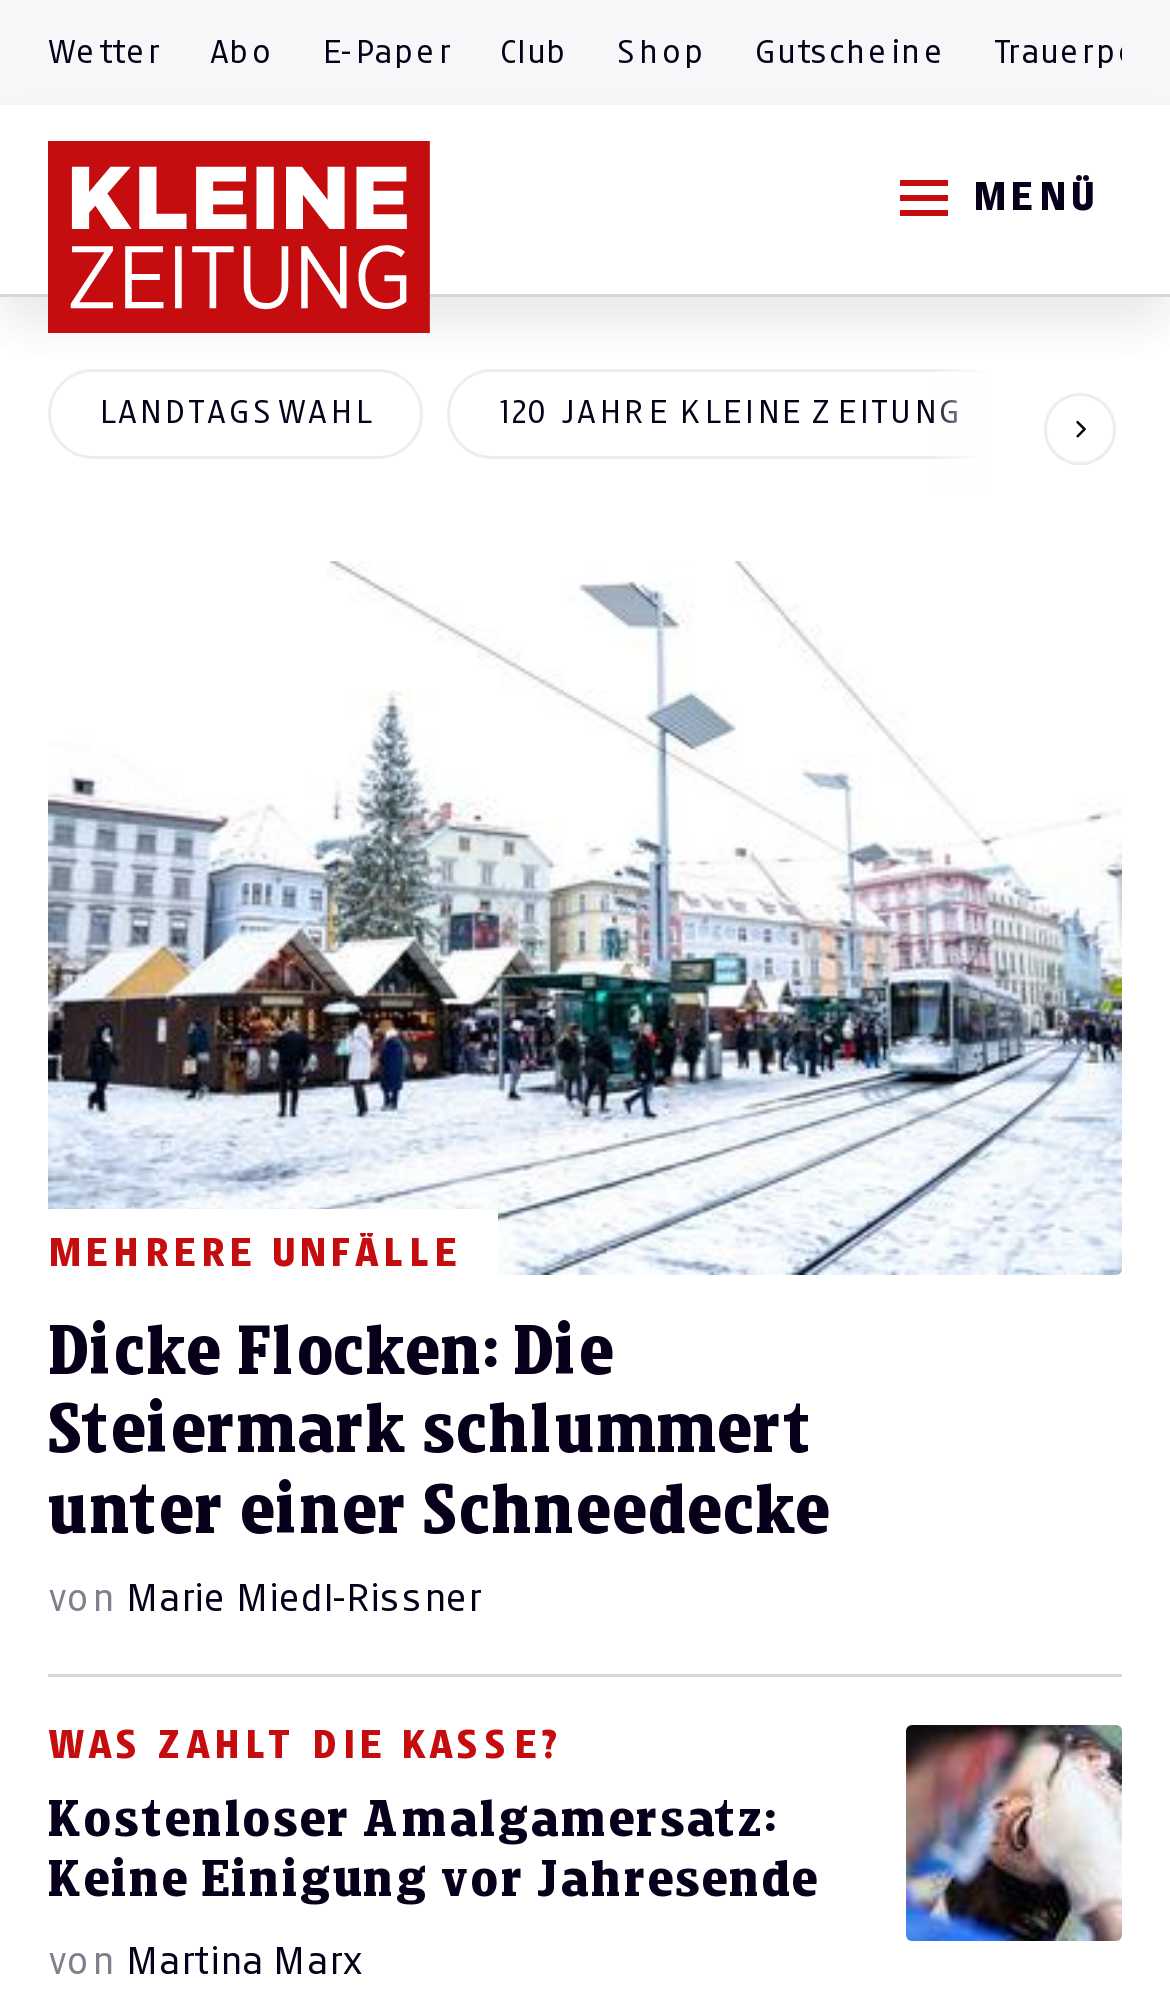 Wetter Abo E-Paper Club Shop Gutscheine
MENÜ
KLEINE
ZEITUNG
LANDTAGSWAHL 120 JAHRE KLEINE ZEITUNG
MEHRERE UNFÄLLE
Dicke Flocken: Die
Steiermark schlummert
unter einer Schneedecke
von Marie Miedl-Rissner
WAS ZAHLT DIE KASSE?
Kostenloser Amalgamersatz:
Keine Einigung vor Jahresende
von Martina Marx